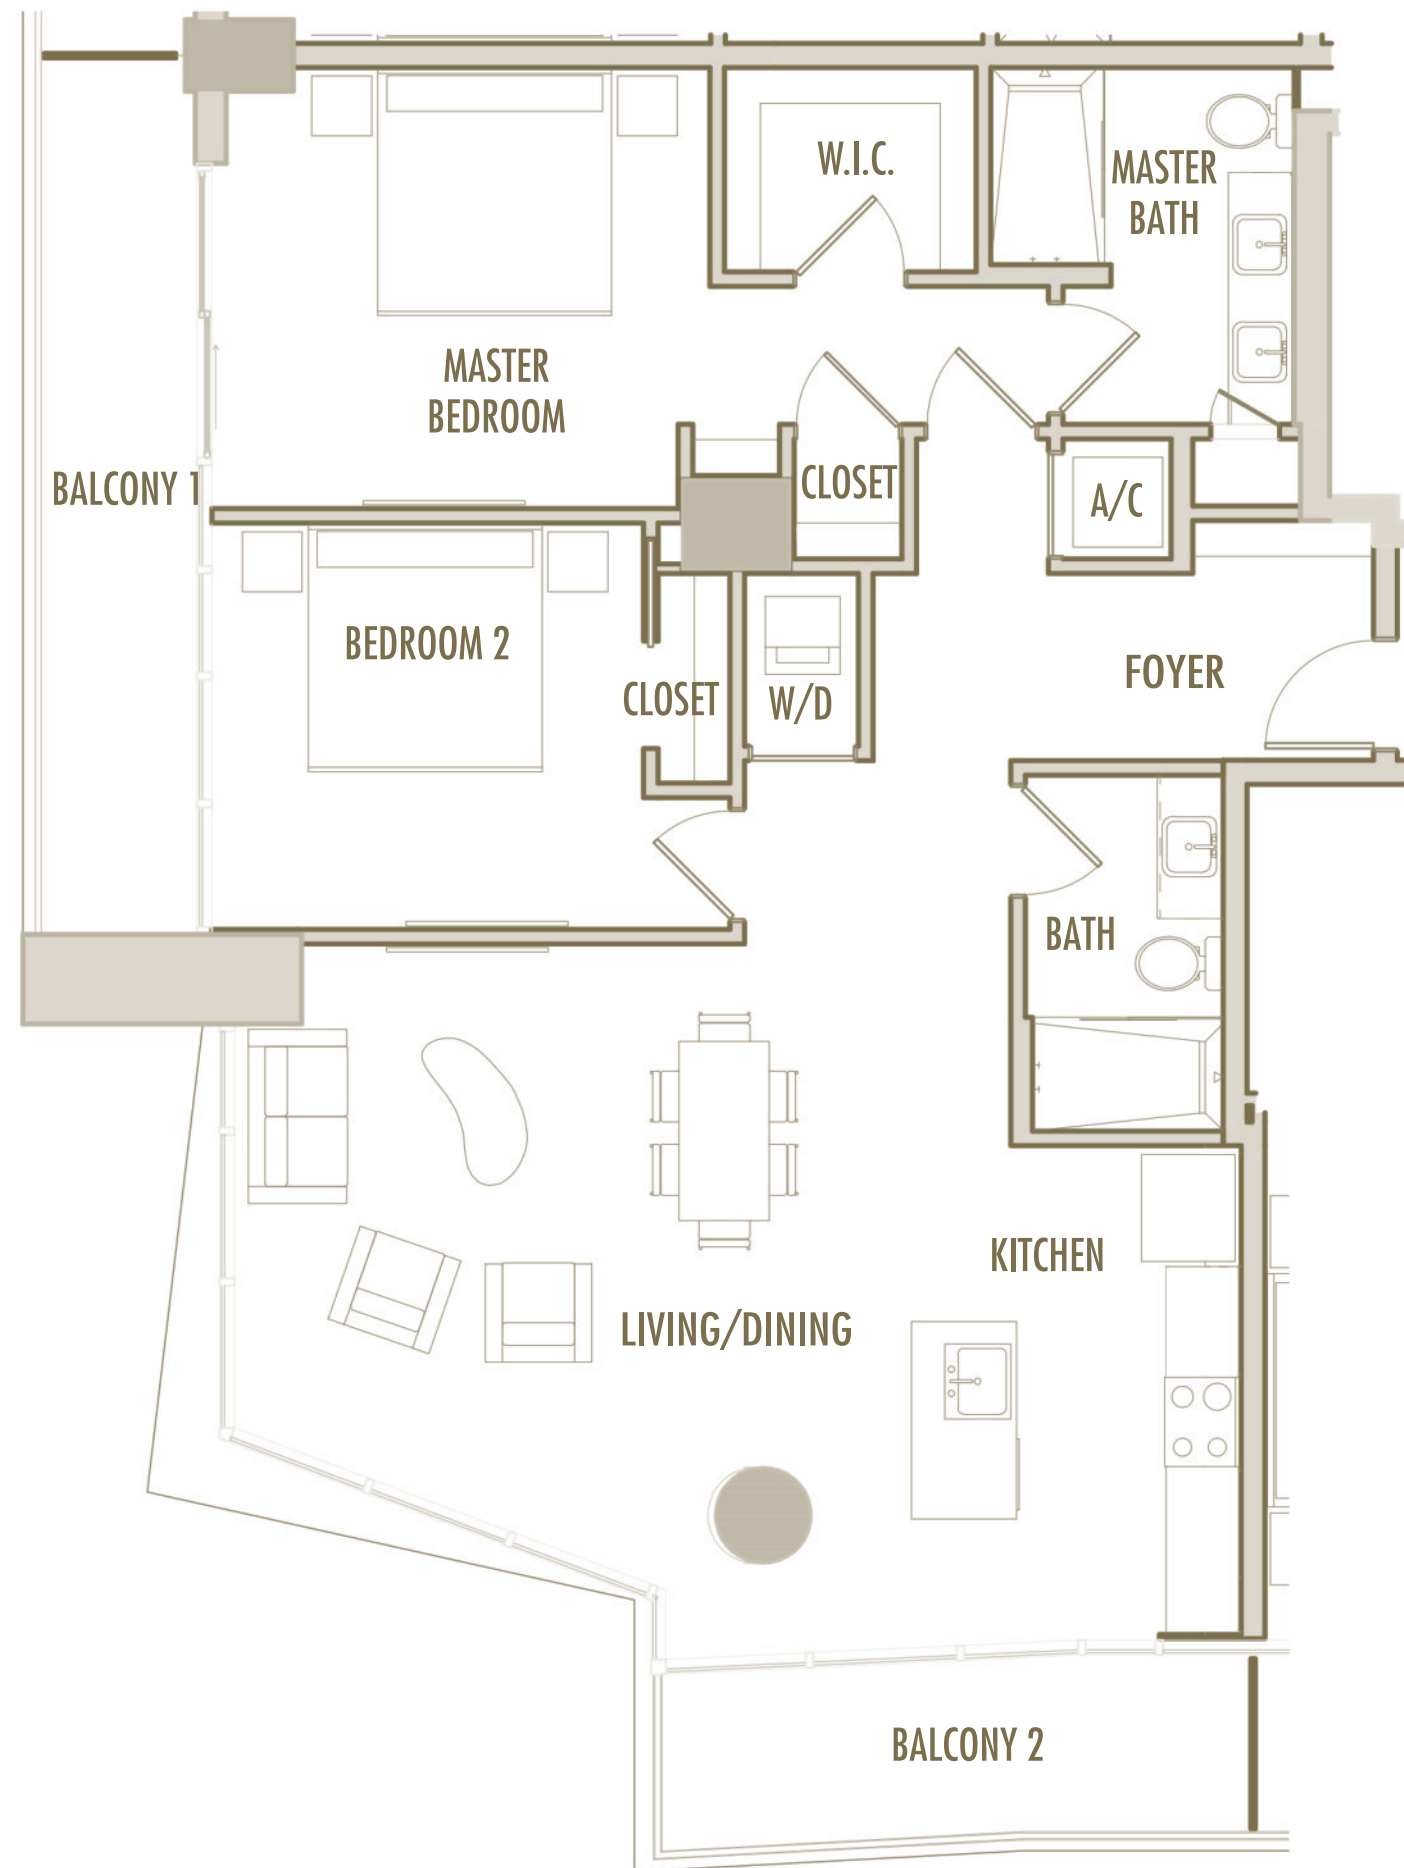 W.I.C.
MASTER
BATH
MASTER
BEDROOM
BALCONY 1
CLOSET
A/C
BEDROOM 2
CLOSET
W/D
FOYER
BATH
KITCHEN
LIVING/DINING
BALCONY 2